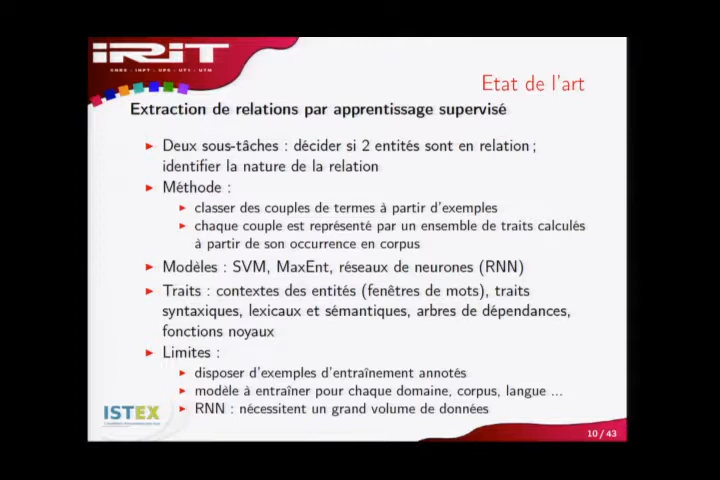 IRIT
CNRS - INPT - UPS - UT1 - UTM
Etat de l'art
Extraction de relations par apprentissage supervisé
Deux sous-tâches : décider si 2 entités sont en relation ;
identifier la nature de la relation
Méthode :
classer des couples de termes à partir d'exemples
chaque couple est représenté par un ensemble de traits calculés
à partir de son occurrence en corpus
Modèles : SVM, MaxEnt, réseaux de neurones (RNN)
Traits : contextes des entités (fenêtres de mots), traits
syntaxiques, lexicaux et sémantiques, arbres de dépendances,
fonctions noyaux
Limites :
disposer d'exemples d'entraînement annotés
modèle à entraîner pour chaque domaine, corpus, langue ...
RNN : nécessitent un grand volume de données
ISTEX
10 / 43